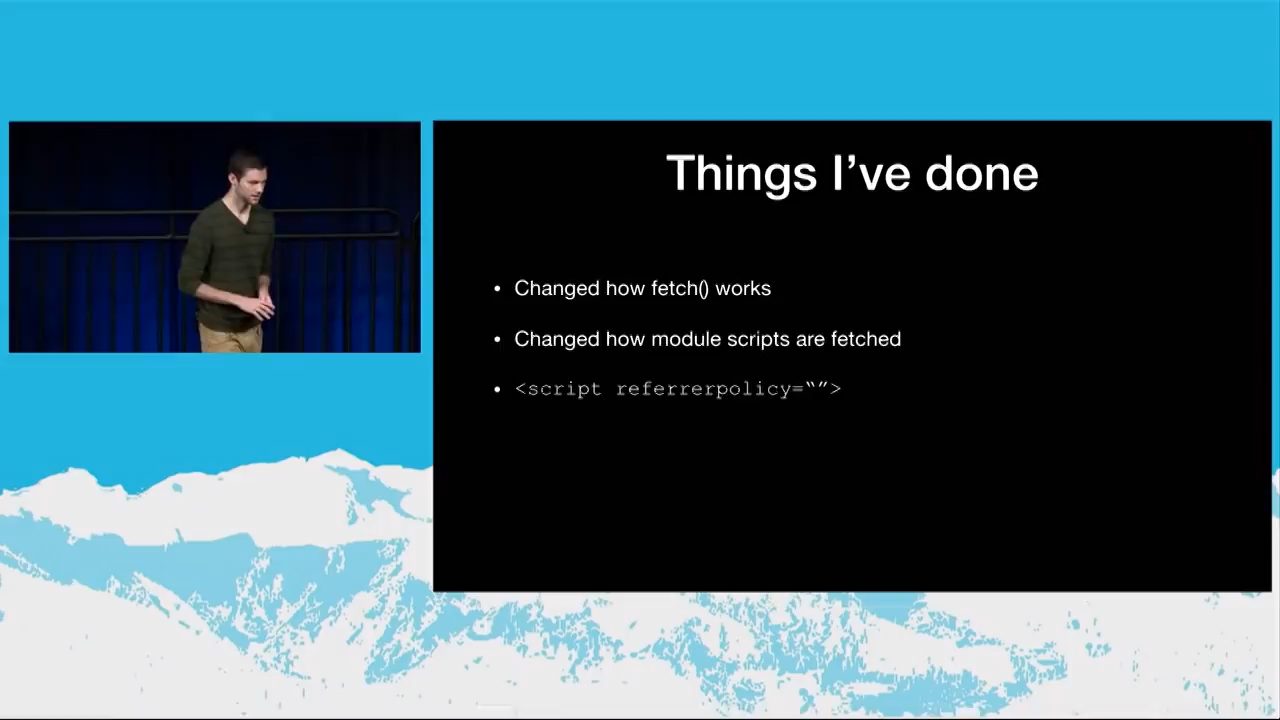 Things I’ve done
• Changed how fetch() works
• Changed how module scripts are fetched
• <script referrerpolicy=“”>